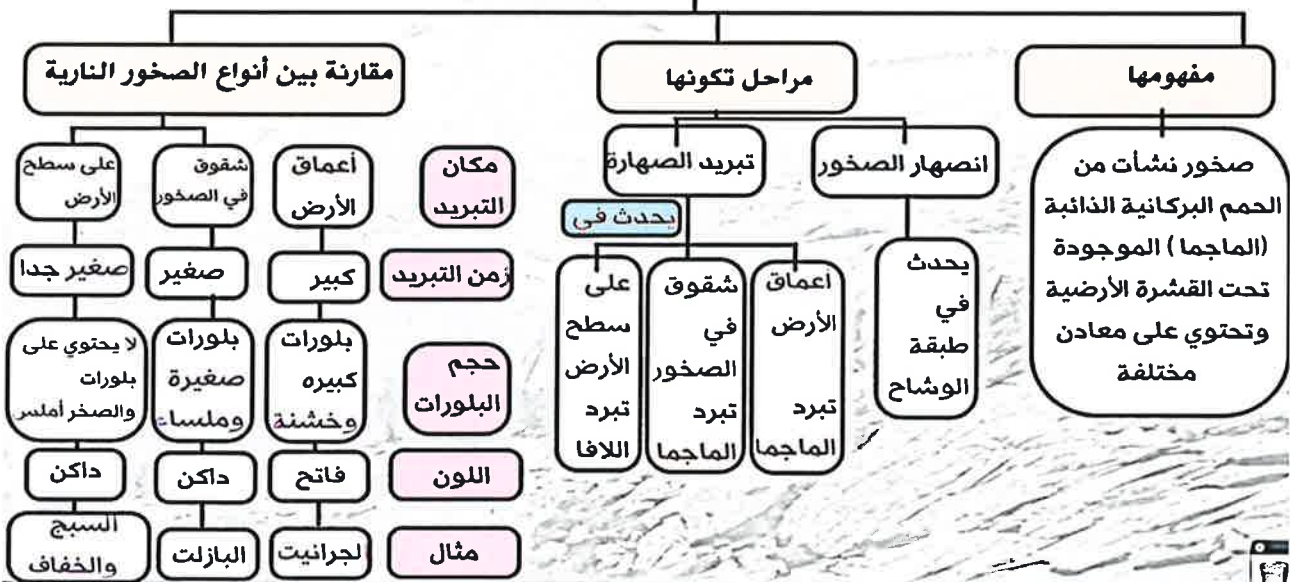 مفهومها
صخور نشأت من
الحمم البركانية الذائبة
(الماجما) الموجودة
تحت القشرة الأرضية
وتحتوي على معادن
مختلفة
مراحل تكونها
انصهار الصخور
يحدث
في
طبقة
الوشاح
تبريد الصهارة
يحدث في
أعماق
الأرض
تبرد
الماجما
شقوق
في
الصخور
تبرد
الماجما
على
سطح
الأرض
تبرد
اللافا
مقارنة بين أنواع الصخور النارية
مكان
التبريد
أعماق
الأرض
شقوق
في الصخور
على سطح
الأرض
زمن التبريد
كبير
صغير
صغير جدا
حجم
البلورات
بلورات
كبيره
وخشنة
بلورات
صغيرة
وملساء
لا يحتوي على
بلورات
والصخر أملس
اللون
فاتح
داكن
داكن
مثال
لجرانيت
البازلت
السبج
والخفاف